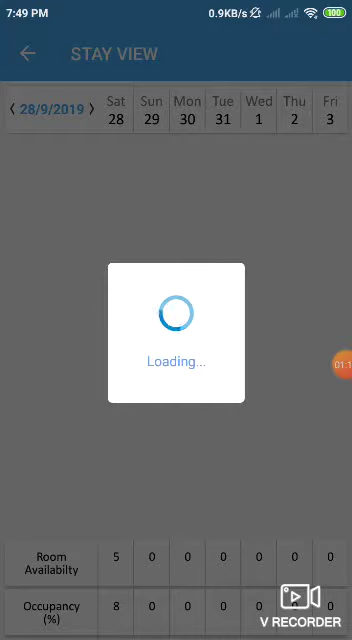 7:49 PM 0.9KB/s 100
STAY VIEW
28/9/2019 Sat 28 Sun 29 Mon 30 Tue 31 Wed 1 Thu 2 Fri 3
Loading...
01:1
Room Availabilty 5 0 0 0 0 0 0
Occupancy (%) 8 0 0 0 0 0 0
V RECORDER